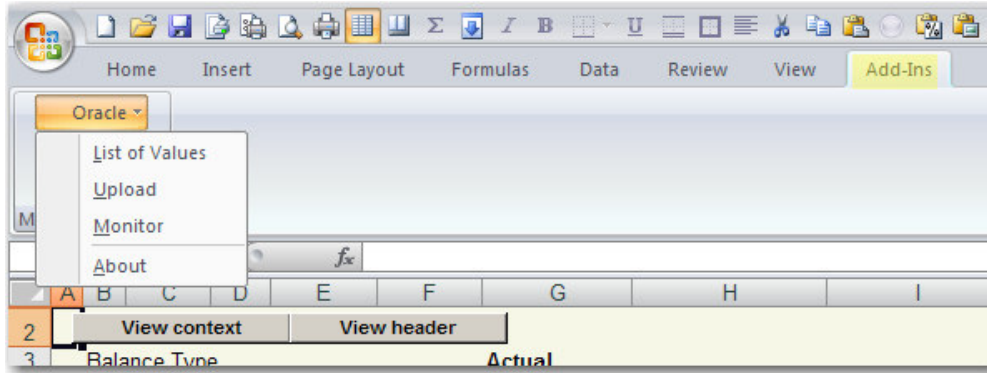 Σ I B U
Home Insert Page Layout Formulas Data Review View Add-Ins
Oracle
List of Values
Upload
M
Monitor
About
fx
A B C D E F G H I
2 View context View header
3 Balance Type Actual